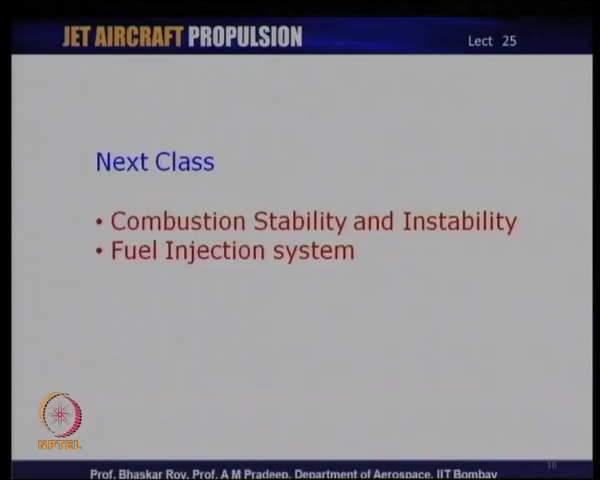 JET AIRCRAFT PROPULSION
Lect 25
Next Class
• Combustion Stability and Instability
• Fuel Injection system
NPTEL
16
Prof. Bhaskar Roy, Prof. A M Pradeep, Department of Aerospace, IIT Bombay